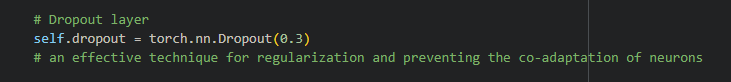 # Dropout layer
self.dropout = torch.nn.Dropout(0.3)
# an effective technique for regularization and preventing the co-adaptation of neurons